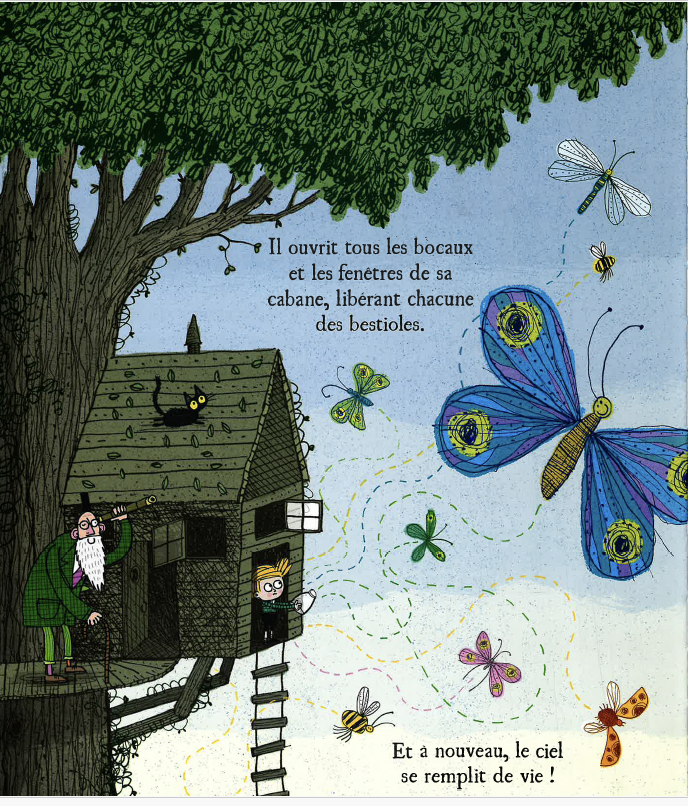 Il ouvrit tous les bocaux
et les fenêtres de sa
cabane, libérant chacune
des bestioles.
Et à nouveau, le ciel
se remplit de vie !